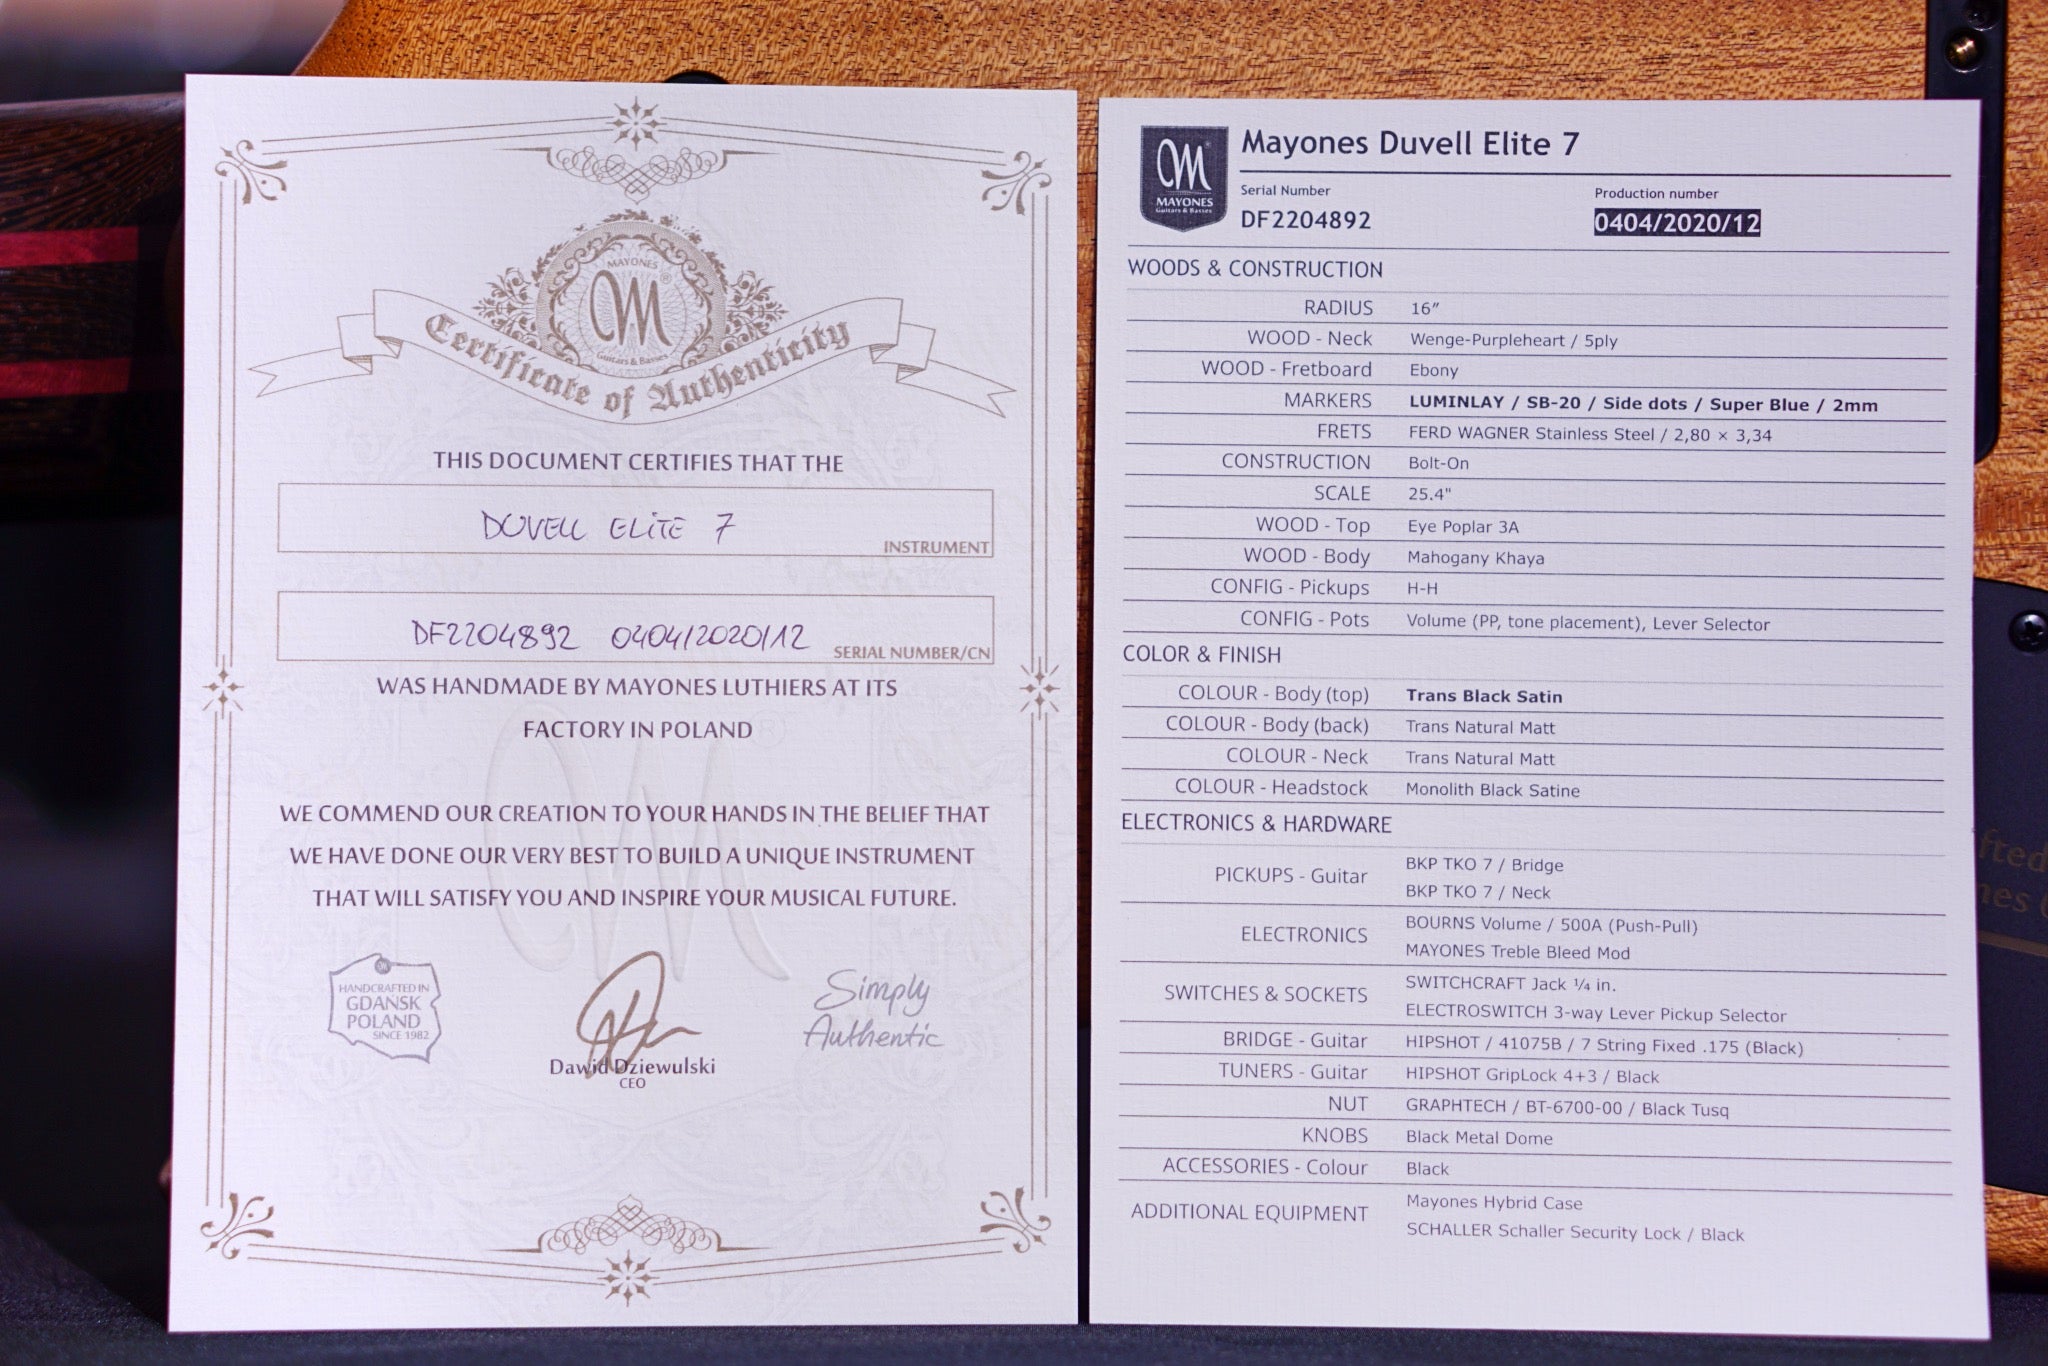 MAYONES
®
M
Guitars & Basses
Certificate of Authenticity
THIS DOCUMENT CERTIFIES THAT THE
DUVELL ELITE 7
INSTRUMENT
DF2204892 0404/2020/12
SERIAL NUMBER/CN
WAS HANDMADE BY MAYONES LUTHIERS AT ITS
FACTORY IN POLAND
WE COMMEND OUR CREATION TO YOUR HANDS IN THE BELIEF THAT
WE HAVE DONE OUR VERY BEST TO BUILD A UNIQUE INSTRUMENT
THAT WILL SATISFY YOU AND INSPIRE YOUR MUSICAL FUTURE.
HANDCRAFTED IN
GDAŃSK
POLAND
SINCE 1982
Dawid Dziewulski
CEO
Simply
Authentic
M
MAYONES
Guitars & Basses
Mayones Duvell Elite 7
Serial Number Production number
DF2204892 0404/2020/12
WOODS & CONSTRUCTION
RADIUS 16″
WOOD - Neck Wenge-Purpleheart / 5ply
WOOD - Fretboard Ebony
MARKERS LUMINLAY / SB-20 / Side dots / Super Blue / 2mm
FRETS FERD WAGNER Stainless Steel / 2,80 × 3,34
CONSTRUCTION Bolt-On
SCALE 25.4"
WOOD - Top Eye Poplar 3A
WOOD - Body Mahogany Khaya
CONFIG - Pickups H-H
CONFIG - Pots Volume (PP, tone placement), Lever Selector
COLOR & FINISH
COLOUR - Body (top) Trans Black Satin
COLOUR - Body (back) Trans Natural Matt
COLOUR - Neck Trans Natural Matt
COLOUR - Headstock Monolith Black Satine
ELECTRONICS & HARDWARE
PICKUPS - Guitar BKP TKO 7 / Bridge
BKP TKO 7 / Neck
ELECTRONICS BOURNS Volume / 500A (Push-Pull)
MAYONES Treble Bleed Mod
SWITCHES & SOCKETS SWITCHCRAFT Jack ¼ in.
ELECTROSWITCH 3-way Lever Pickup Selector
BRIDGE - Guitar HIPSHOT / 41075B / 7 String Fixed .175 (Black)
TUNERS - Guitar HIPSHOT GripLock 4+3 / Black
NUT GRAPHTECH / BT-6700-00 / Black Tusq
KNOBS Black Metal Dome
ACCESSORIES - Colour Black
ADDITIONAL EQUIPMENT Mayones Hybrid Case
SCHALLER Schaller Security Lock / Black